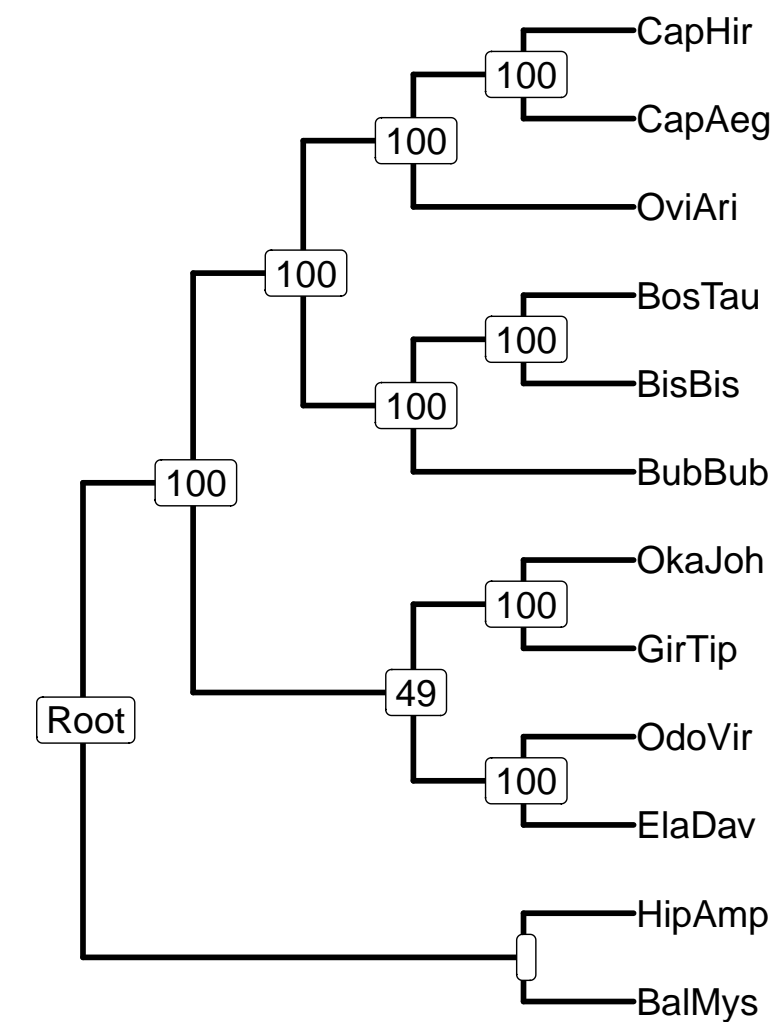 CapHir
100
CapAeg
100
OviAri
100
BosTau
100
BisBis
100
BubBub
100
OkaJoh
100
GirTip
49
Root
OdoVir
100
ElaDav
HipAmp
BalMys